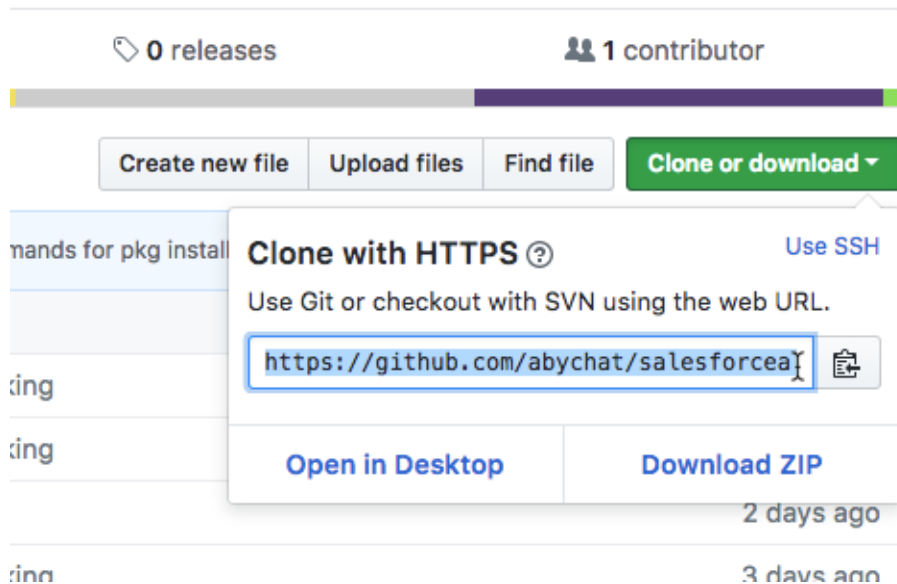 0 releases
1 contributor
Create new file
Upload files
Find file
Clone or download
mands for pkg install
Clone with HTTPS
Use SSH
Use Git or checkout with SVN using the web URL.
https://github.com/abychat/salesforcea
king
king
Open in Desktop
Download ZIP
2 days ago
king
3 days ago